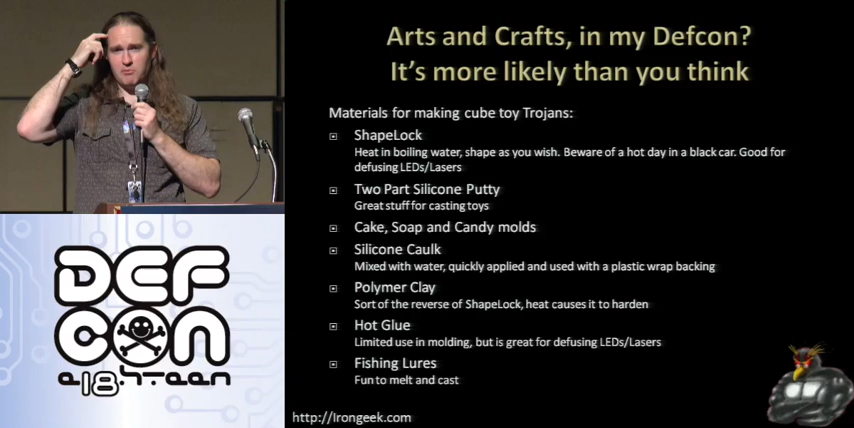 Arts and Crafts, in my Defcon?
It's more likely than you think
Materials for making cube toy Trojans:
ShapeLock
Heat in boiling water, shape as you wish. Beware of a hot day in a black car. Good for
defusing LEDs/Lasers
Two Part Silicone Putty
Great stuff for casting toys
Cake, Soap and Candy molds
Silicone Caulk
Mixed with water, quickly applied and used with a plastic wrap backing
Polymer Clay
Sort of the reverse of ShapeLock, heat causes it to harden
Hot Glue
Limited use in molding, but is great for defusing LEDs/Lasers
Fishing Lures
Fun to melt and cast
http://Irongeek.com
DEF
CON
e18hteen